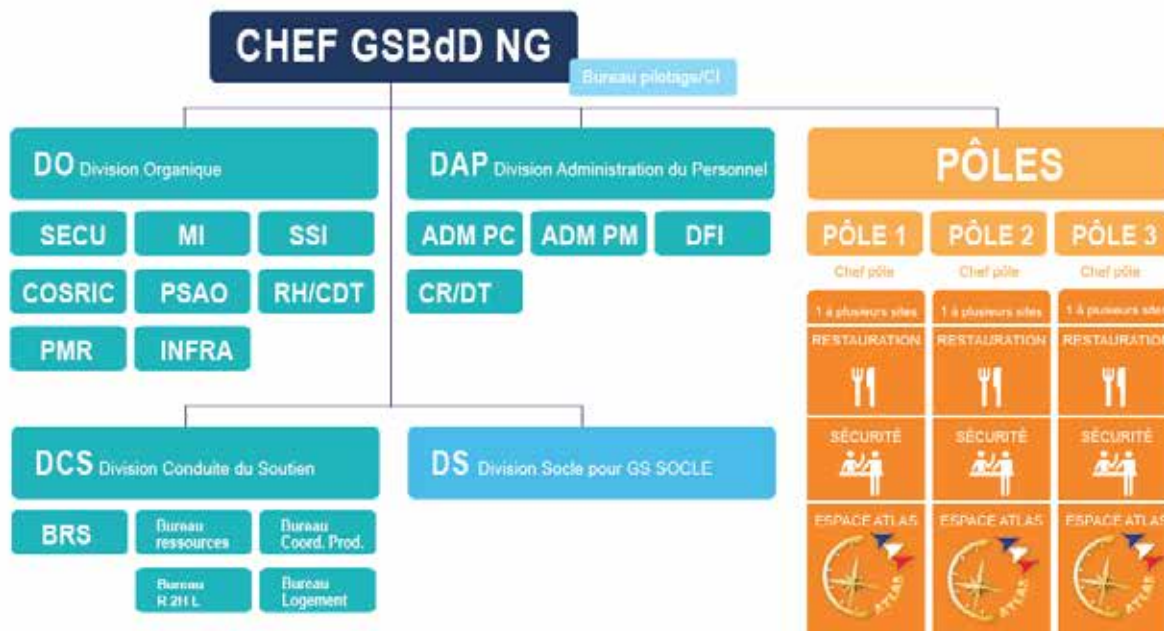 CHEF GSBdD NG
Bureau pilotage/CI
DO Division Organique
SECU
MI
SSI
COSRIC
PSAO
RH/CDT
PMR
INFRA
DAP Division Administration du Personnel
ADM PC
ADM PM
DFI
CR/DT
DCS Division Conduite du Soutien
BRS
Bureau
ressources
Bureau
Coord. Prod.
Bureau
R 2H L
Bureau
Logement
DS Division Socle pour GS SOCLE
PÔLES
PÔLE 1
Chef pôle
1 à plusieurs sites
RESTAURATION
SÉCURITÉ
ESPACE ATLAS
ATLAS
PÔLE 2
Chef pôle
1 à plusieurs sites
RESTAURATION
SÉCURITÉ
ESPACE ATLAS
ATLAS
PÔLE 3
Chef pôle
1 à plusieurs sites
RESTAURATION
SÉCURITÉ
ESPACE ATLAS
ATLAS